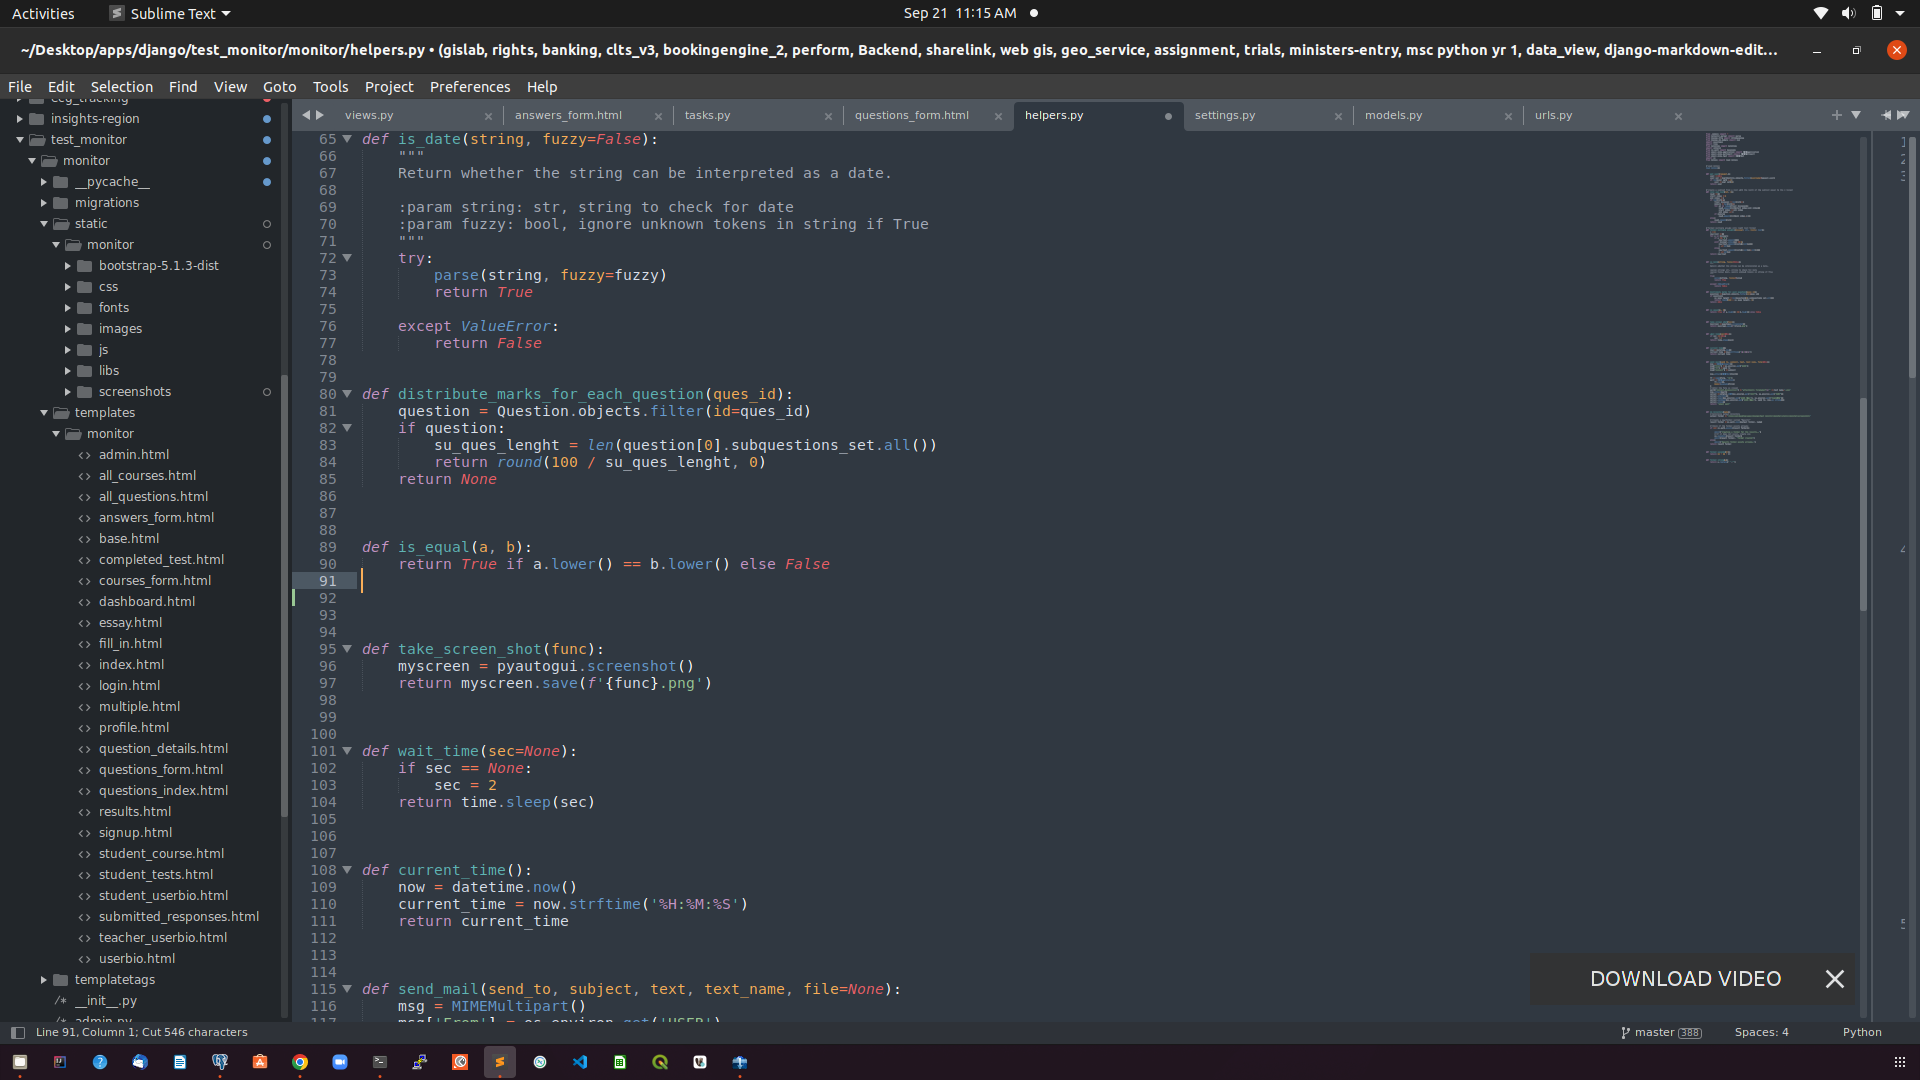 Activities
Sublime Text
Sep 21 11:15 AM
~/Desktop/apps/django/test_monitor/monitor/helpers.py • (gislab, rights, banking, clts_v3, bookingengine_2, perform, Backend, sharelink, web gis, geo_service, assignment, trials, ministers-entry, msc python yr 1, data_view, django-markdown-edit...
File Edit Selection Find View Goto Tools Project Preferences Help
insights-region
test_monitor
monitor
__pycache__
migrations
static
monitor
bootstrap-5.1.3-dist
css
fonts
images
js
libs
screenshots
templates
monitor
admin.html
all_courses.html
all_questions.html
answers_form.html
base.html
completed_test.html
courses_form.html
dashboard.html
essay.html
fill_in.html
index.html
login.html
multiple.html
profile.html
question_details.html
questions_form.html
questions_index.html
results.html
signup.html
student_course.html
student_tests.html
student_userbio.html
submitted_responses.html
teacher_userbio.html
userbio.html
templatetags
/* __init__.py
admin.py
views.py
answers_form.html
tasks.py
questions_form.html
helpers.py
settings.py
models.py
urls.py
65 def is_date(string, fuzzy=False):
66 """
67 Return whether the string can be interpreted as a date.
68
69 :param string: str, string to check for date
70 :param fuzzy: bool, ignore unknown tokens in string if True
71 """
72 try:
73 parse(string, fuzzy=fuzzy)
74 return True
75
76 except ValueError:
77 return False
78
79
80 def distribute_marks_for_each_question(ques_id):
81 question = Question.objects.filter(id=ques_id)
82 if question:
83 su_ques_lenght = len(question[0].subquestions_set.all())
84 return round(100 / su_ques_lenght, 0)
85 return None
86
87
88
89 def is_equal(a, b):
90 return True if a.lower() == b.lower() else False
91
92
93
94
95 def take_screen_shot(func):
96 myscreen = pyautogui.screenshot()
97 return myscreen.save(f'{func}.png')
98
99
100
101 def wait_time(sec=None):
102 if sec == None:
103 sec = 2
104 return time.sleep(sec)
105
106
107
108 def current_time():
109 now = datetime.now()
110 current_time = now.strftime('%H:%M:%S')
111 return current_time
112
113
114
115 def send_mail(send_to, subject, text, text_name, file=None):
116 msg = MIMEMultipart()
117 msg['From'] = os.environ.get('USER')
DOWNLOAD VIDEO
Line 91, Column 1; Cut 546 characters
master 388
Spaces: 4
Python